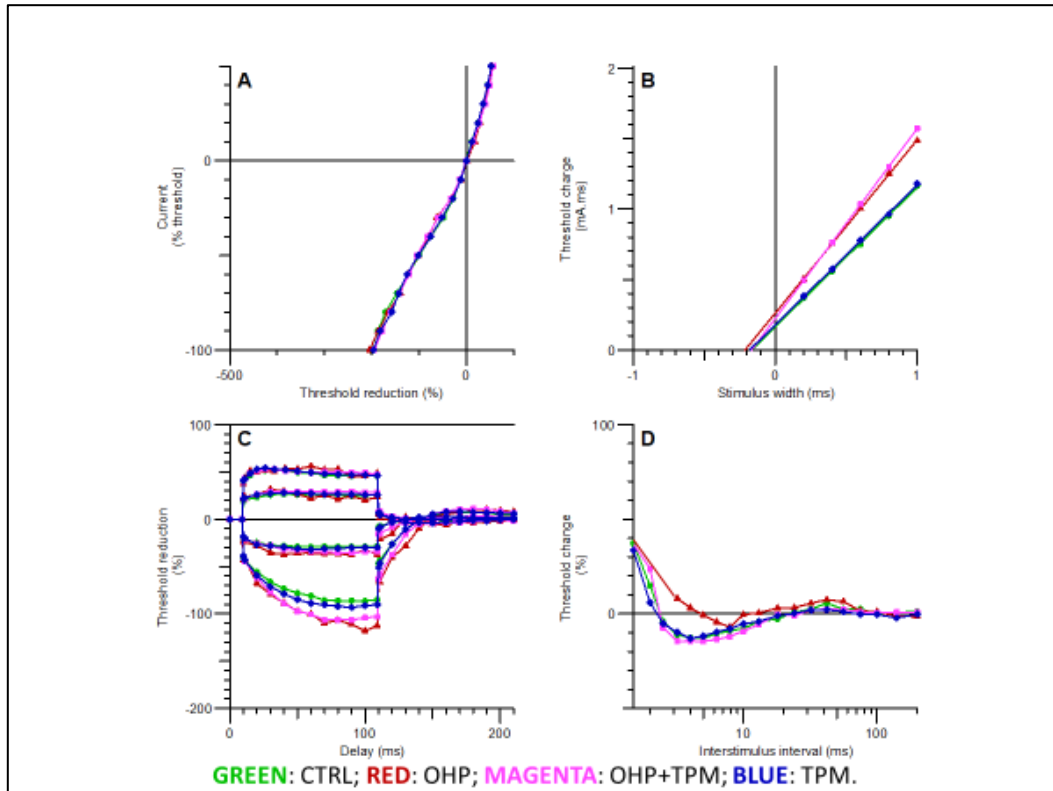 A
0
-100
-500
0
Current
(% threshold)
Threshold reduction (%)
B
2
1
0
-1
0
1
Threshold charge
(mA.ms)
Stimulus width (ms)
C
100
0
-100
-200
0
100
200
Threshold reduction
(%)
Delay (ms)
D
100
0
10
100
Threshold change
(%)
Interstimulus interval (ms)
GREEN: CTRL; RED: OHP; MAGENTA: OHP+TPM; BLUE: TPM.